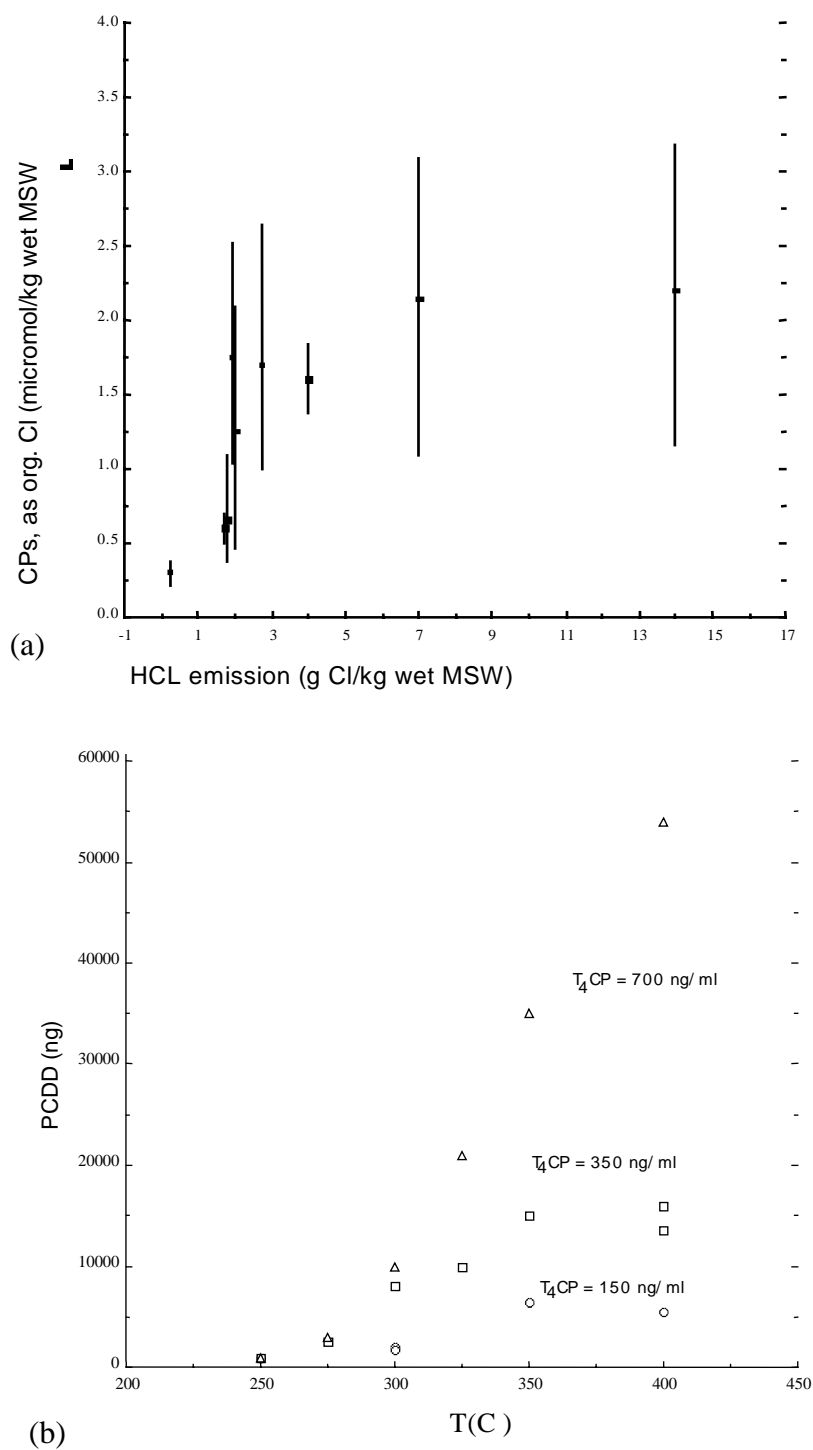 4.0
3.5
3.0
2.5
2.0
1.5
1.0
0.5
0.0
CPs, as org. Cl (micromol/kg wet MSW
-1 1 3 5 7 9 11 13 15 17
(a)
HCL emission (g Cl/kg wet MSW)
60000
50000
40000
30000
20000
10000
0
PCDD (ng)
T4CP = 700 ng/ ml
T4CP = 350 ng/ ml
T4CP = 150 ng/ ml
200 250 300 350 400 450
T(C )
(b)